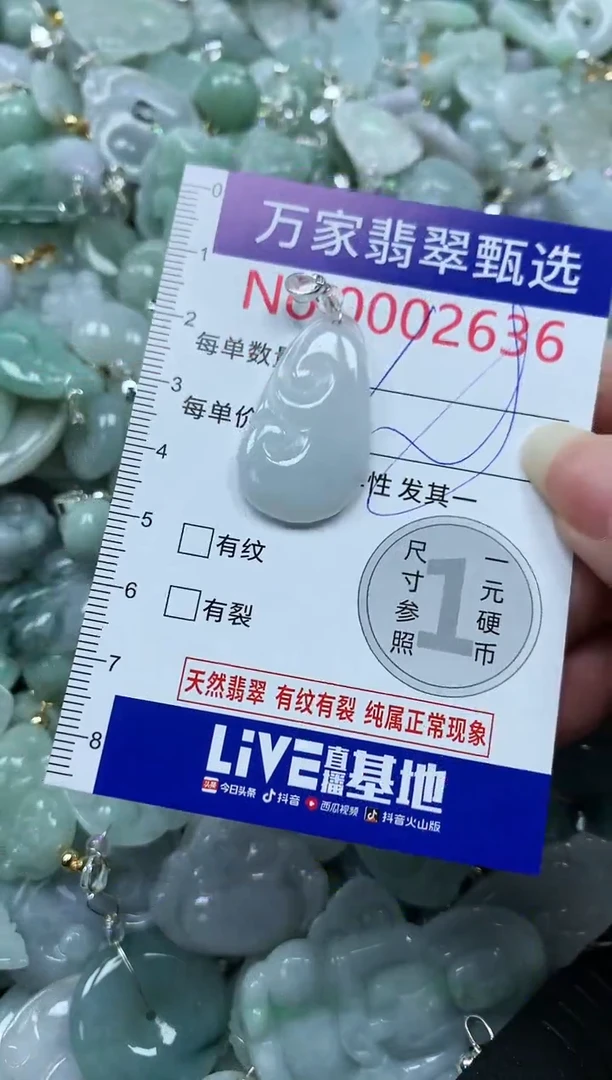 0
万家翡翠甄选
1
No 0002636
2
每单数
3
每单价
4
性 发其一
5
有纹
尺寸参照
1
一元硬币
6
有裂
7
天然翡翠 有纹有裂 纯属正常现象
8
LiVE直播基地
头条 今日头条 抖音 西瓜视频 抖音火山版